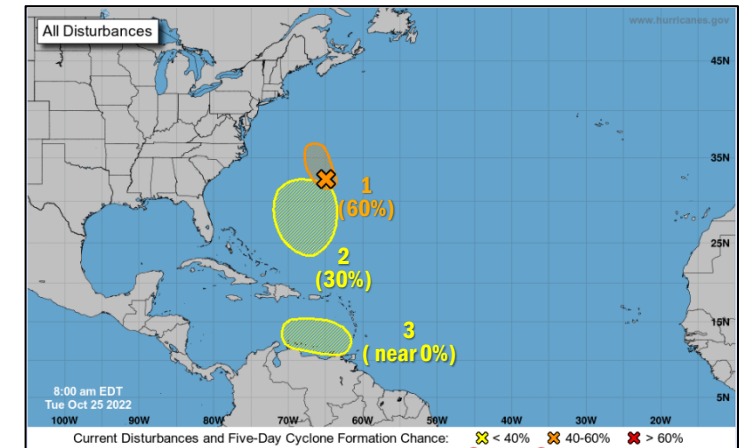 All Disturbances
www.hurricanes.gov
45N
35N
1
(60%)
25N
2
(30%)
15N
3
( near 0%)
5N
8:00 am EDT
Tue Oct 25 2022
100W 90W 80W 70W 60W 50W 40W 30W 20W
Current Disturbances and Five-Day Cyclone Formation Chance: < 40% 40-60% > 60%